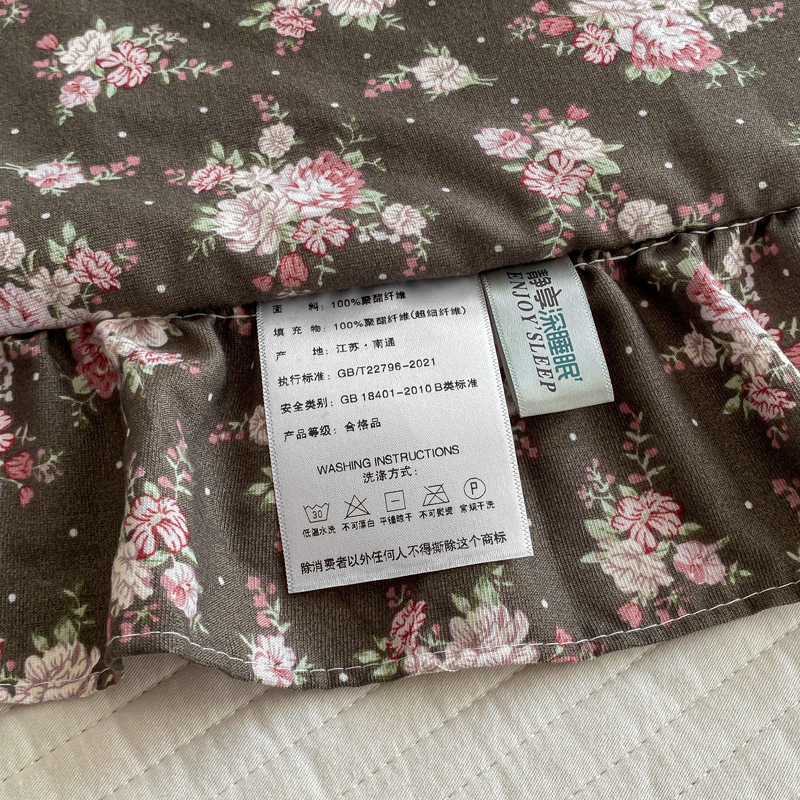 面 料：100%聚酯纤维
填 充 物：100%聚酯纤维(超细纤维)
产 地：江苏·南通
执行标准：GB/T22796-2021
安全类别：GB 18401-2010 B类标准
产品等级：合格品
WASHING INSTRUCTIONS
洗涤方式：
30
P
低温水洗 不可漂白 平铺晾干 不可熨烫 常规干洗
除消费者以外任何人不得撕除这个商标
静享深睡眠
ENJOY SLEEP